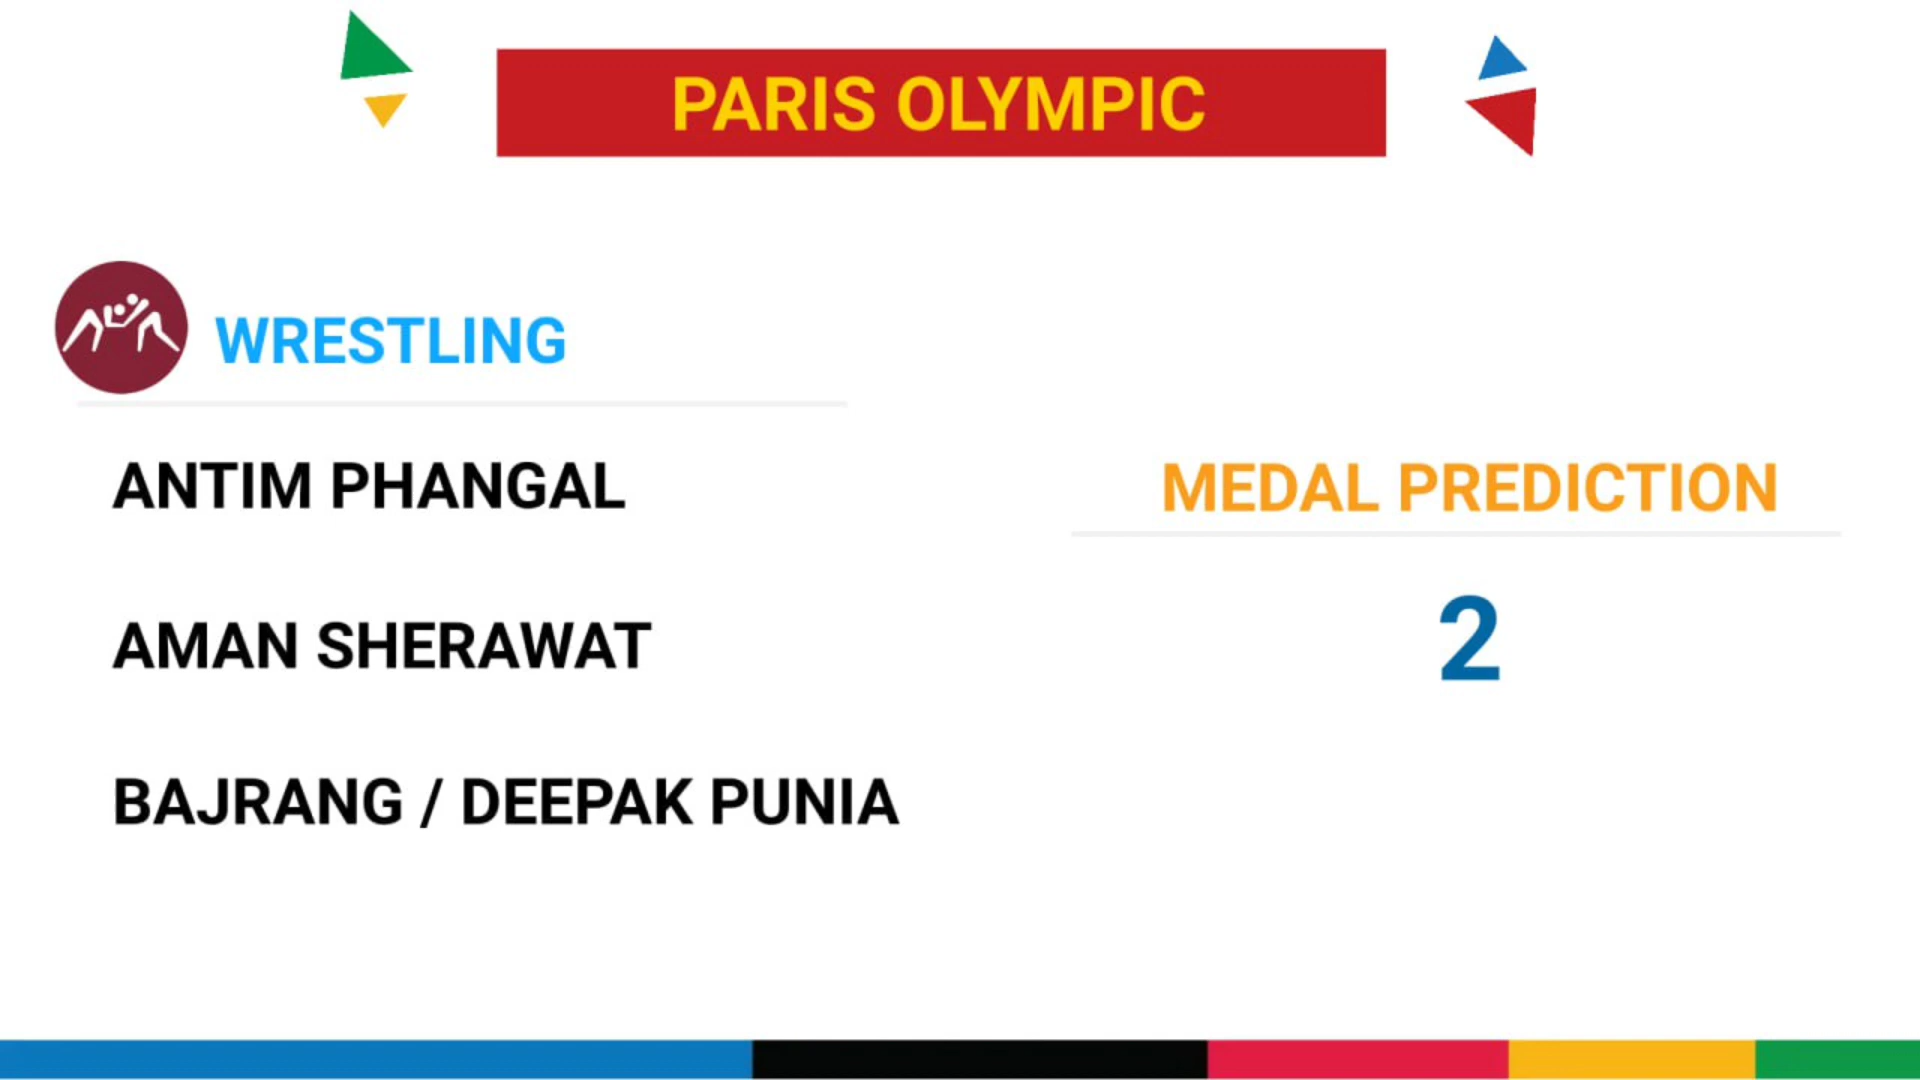 PARIS OLYMPIC
WRESTLING
ANTIM PHANGAL
AMAN SHERAWAT
BAJRANG / DEEPAK PUNIA
MEDAL PREDICTION
2